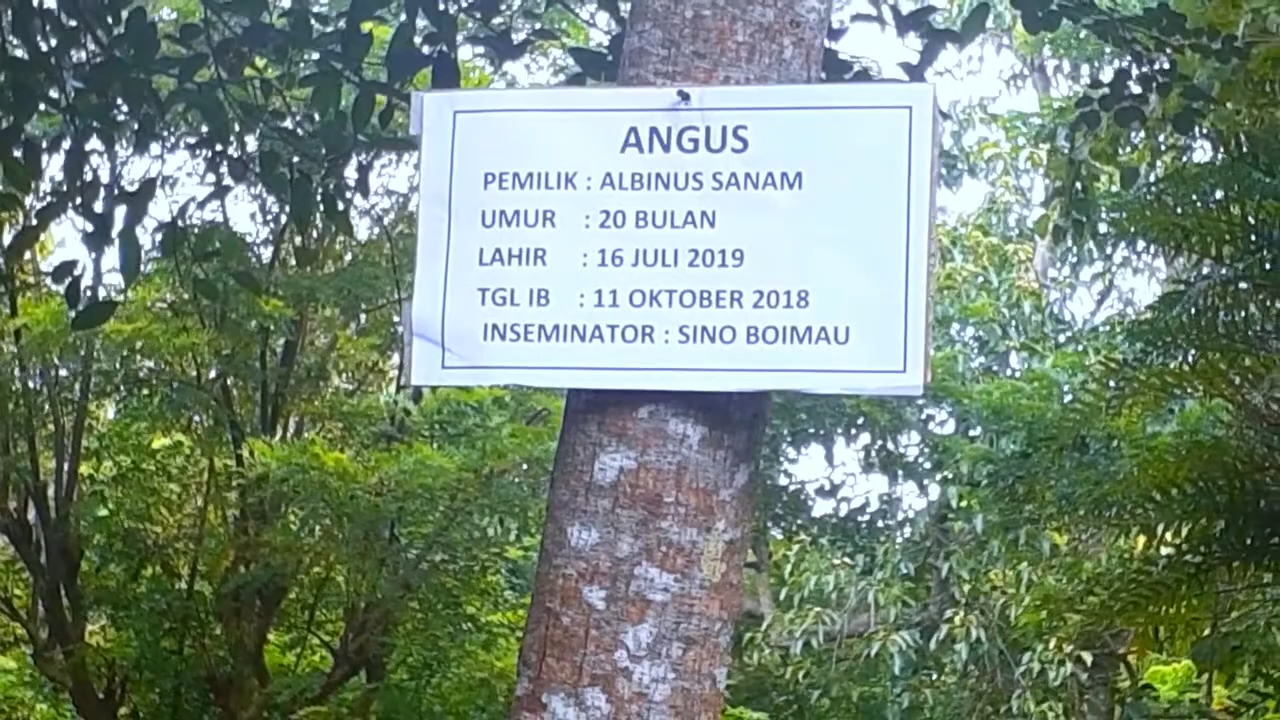 ANGUS
PEMILIK : ALBINUS SANAM
UMUR : 20 BULAN
LAHIR : 16 JULI 2019
TGL IB : 11 OKTOBER 2018
INSEMINATOR : SINO BOIMAU